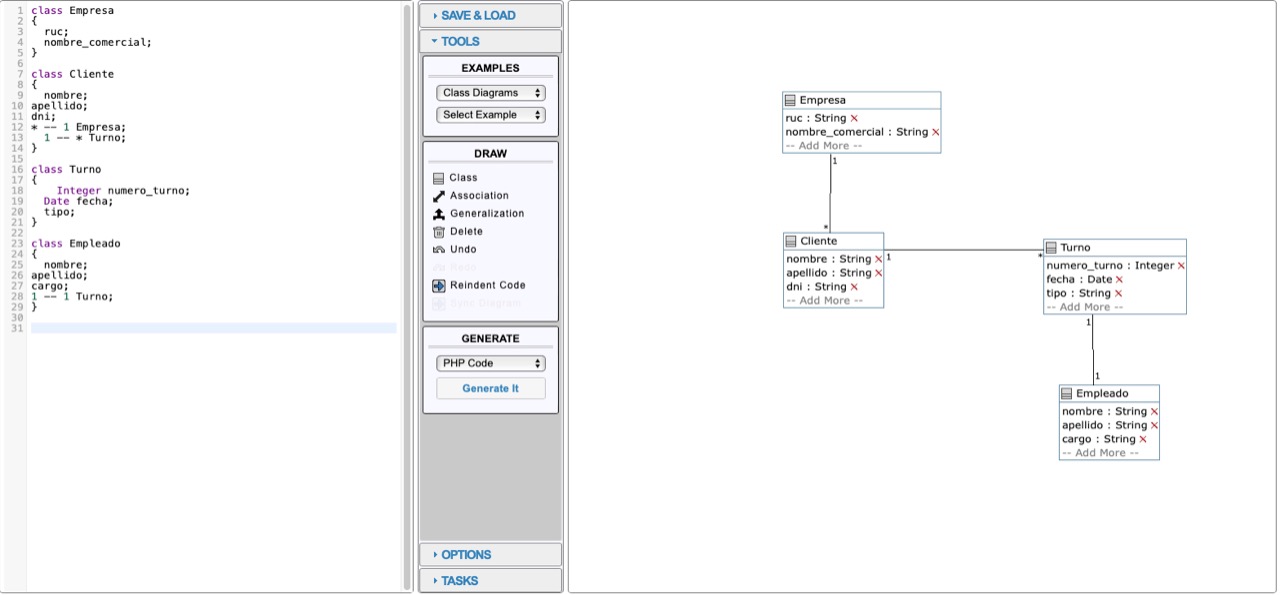 1 class Empresa
2 {
3 ruc;
4 nombre_comercial;
5 }
6
7 class Cliente
8 {
9 nombre;
10 apellido;
11 dni;
12 * -- 1 Empresa;
13 1 -- * Turno;
14 }
15
16 class Turno
17 {
18 Integer numero_turno;
19 Date fecha;
20 tipo;
21 }
22
23 class Empleado
24 {
25 nombre;
26 apellido;
27 cargo;
28 1 -- 1 Turno;
29 }
30
31
SAVE & LOAD
TOOLS
EXAMPLES
Class Diagrams
Select Example
DRAW
Class
Association
Generalization
Delete
Undo
Redo
Reindent Code
Save Diagram
GENERATE
PHP Code
Generate It
OPTIONS
TASKS
Empresa
ruc : String X
nombre_comercial : String X
-- Add More --
1
*
Cliente
nombre : String X
apellido : String X
dni : String X
-- Add More --
1
*
Turno
numero_turno : Integer X
fecha : Date X
tipo : String X
-- Add More --
1
1
Empleado
nombre : String X
apellido : String X
cargo : String X
-- Add More --